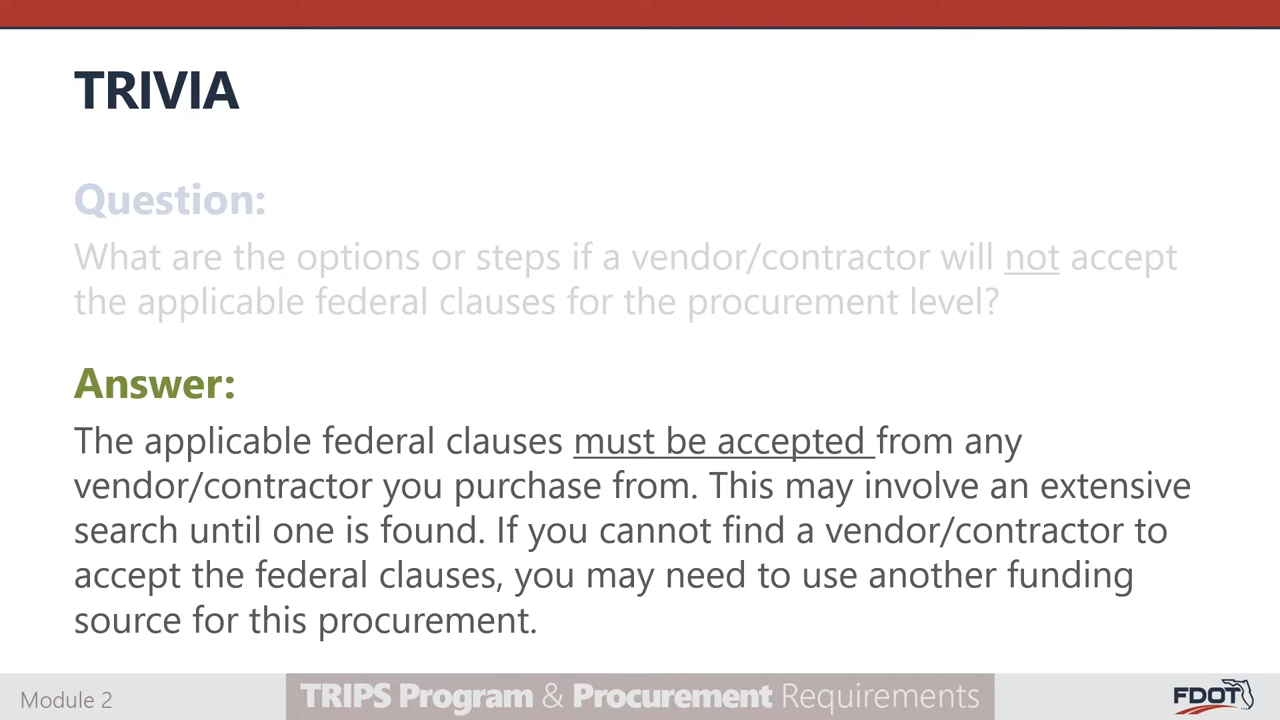 TRIVIA
Question:
What are the options or steps if a vendor/contractor will not accept
the applicable federal clauses for the procurement level?
Answer:
The applicable federal clauses must be accepted from any
vendor/contractor you purchase from. This may involve an extensive
search until one is found. If you cannot find a vendor/contractor to
accept the federal clauses, you may need to use another funding
source for this procurement.
Module 2
TRIPS Program & Procurement Requirements
FDOT